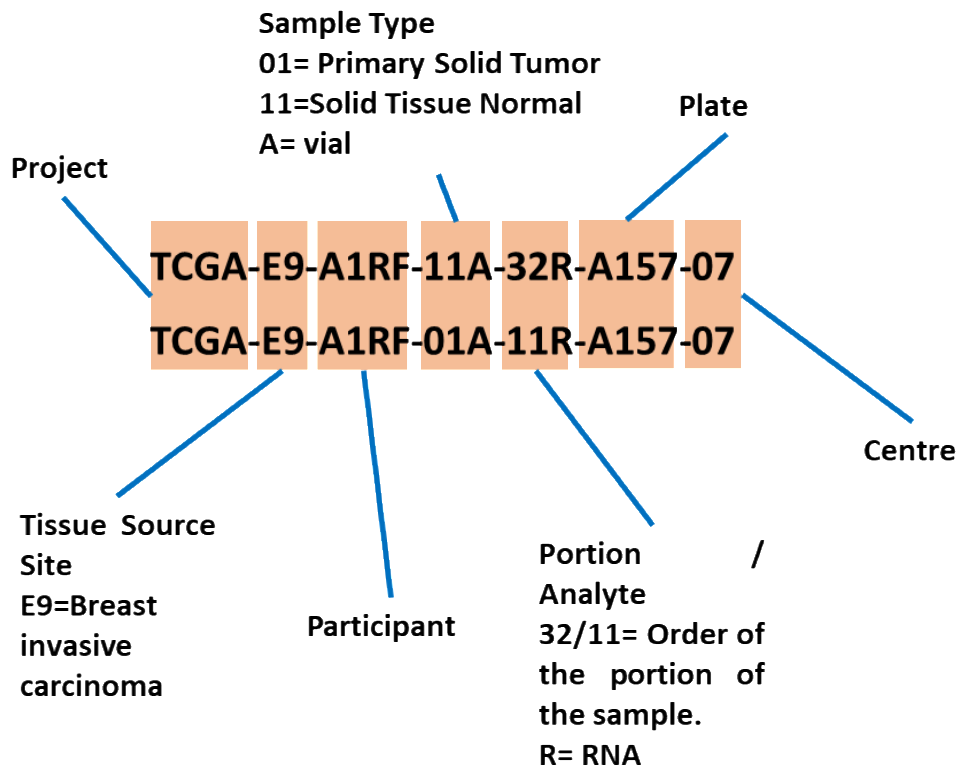 Sample Type
01= Primary Solid Tumor
11=Solid Tissue Normal
A= vial
Plate
Project
TCGA-E9-A1RF-11A-32R-A157-07
TCGA-E9-A1RF-01A-11R-A157-07
Centre
Tissue Source
Site
E9=Breast
invasive
carcinoma
Participant
Portion /
Analyte
32/11= Order of
the portion of
the sample.
R= RNA